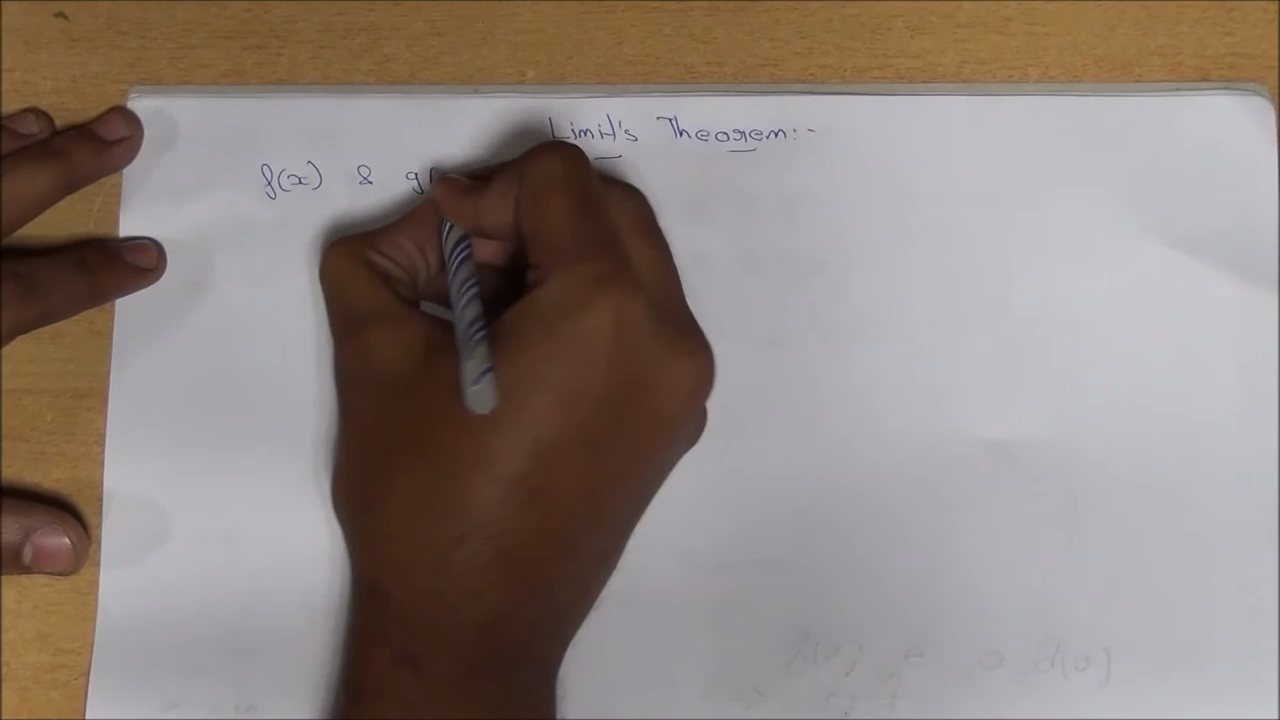 Limit's Theorem:-
f(x) & g(